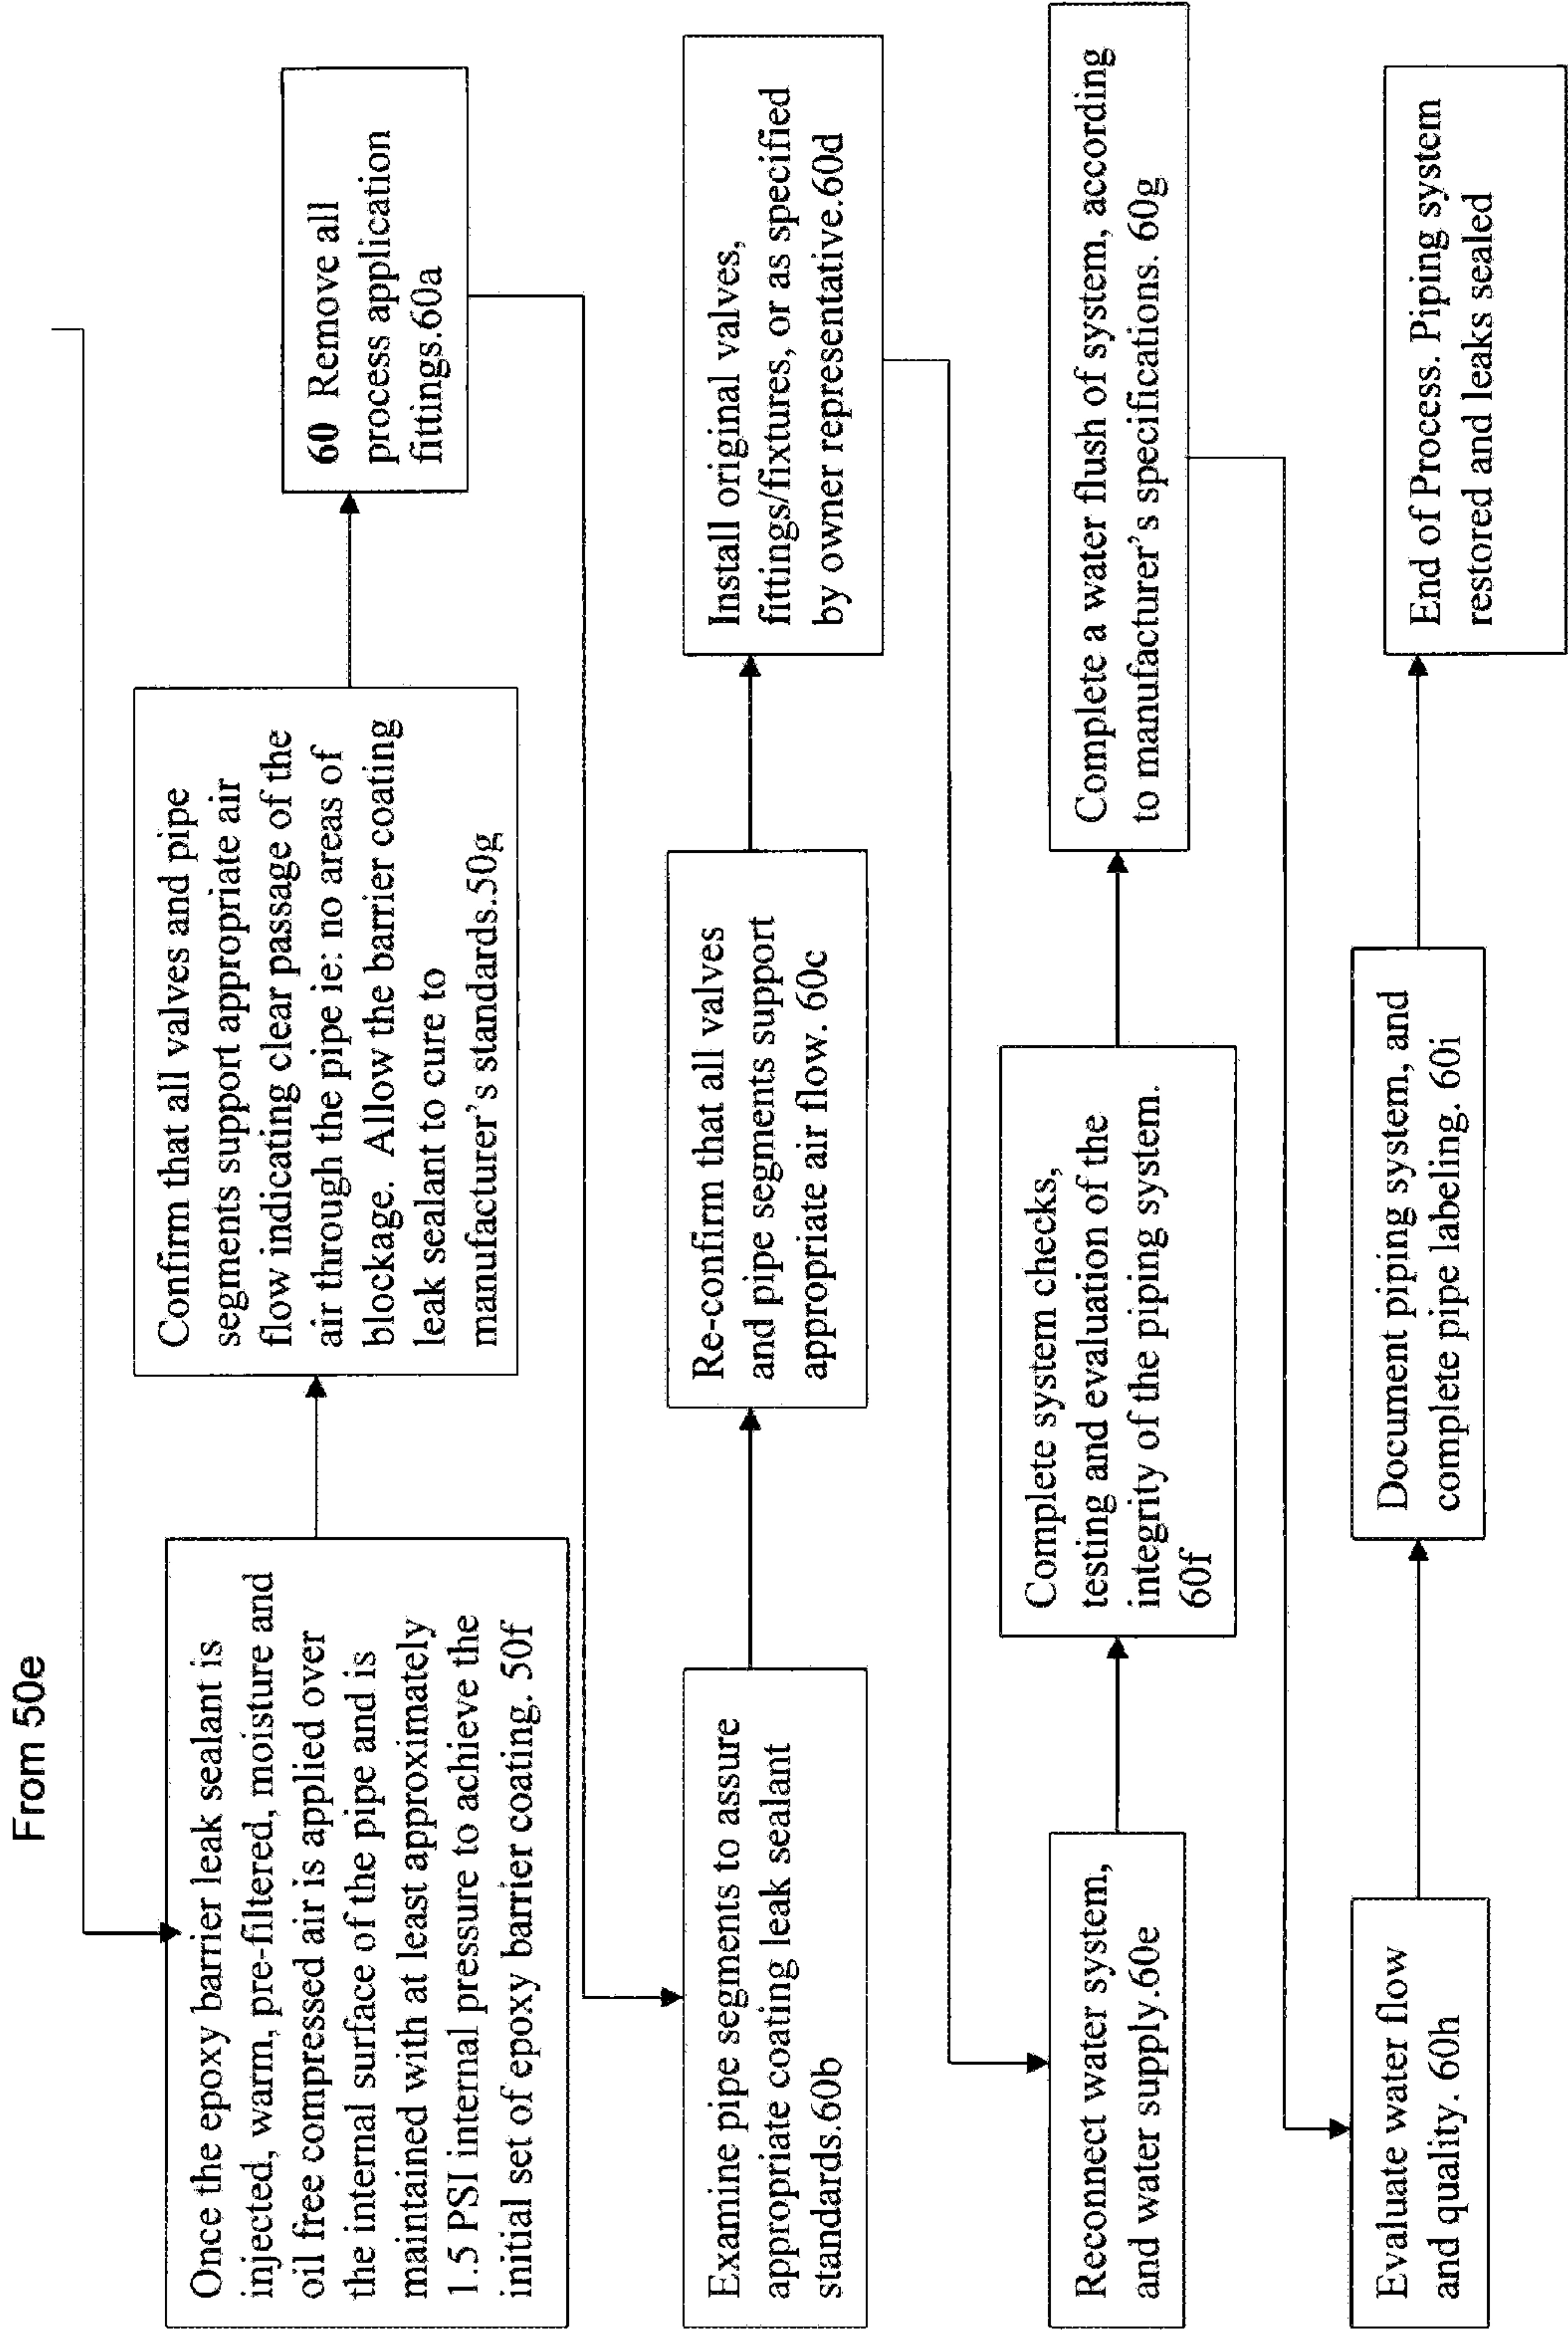 From 50e
Once the epoxy barrier leak sealant is
injected, warm, pre-filtered, moisture and
oil free compressed air is applied over
the internal surface of the pipe and is
maintained with at least approximately
1.5 PSI internal pressure to achieve the
initial set of epoxy barrier coating. 50f
Confirm that all valves and pipe
segments support appropriate air
flow indicating clear passage of the
air through the pipe ie: no areas of
blockage. Allow the barrier coating
leak sealant to cure to
manufacturer's standards.50g
60 Remove all
process application
fittings.60a
Examine pipe segments to assure
appropriate coating leak sealant
standards.60b
Re-confirm that all valves
and pipe segments support
appropriate air flow. 60c
Install original valves,
fittings/fixtures, or as specified
by owner representative.60d
Reconnect water system,
and water supply.60e
Complete system checks,
testing and evaluation of the
integrity of the piping system.
60f
Complete a water flush of system, according
to manufacturer's specifications. 60g
Evaluate water flow
and quality. 60h
Document piping system, and
complete pipe labeling. 60i
End of Process. Piping system
restored and leaks sealed